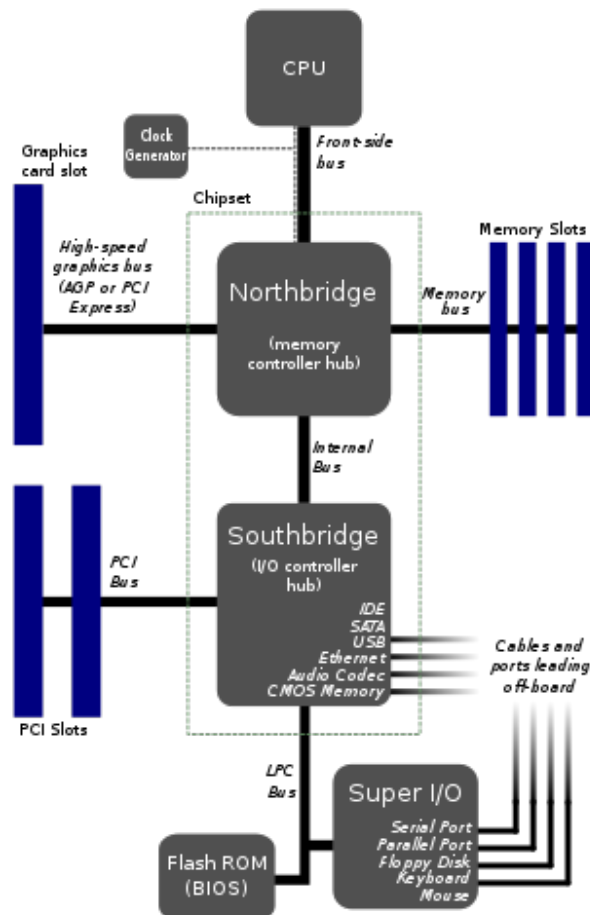 CPU
Clock
Generator
Front-side
bus
Graphics
card slot
Chipset
High-speed
graphics bus
(AGP or PCI
Express)
Northbridge
(memory
controller hub)
Memory
bus
Memory Slots
Internal
Bus
PCI
Bus
Southbridge
(I/O controller
hub)
IDE
SATA
USB
Ethernet
Audio Codec
CMOS Memory
Cables and
ports leading
off-board
PCI Slots
LPC
Bus
Super I/O
Serial Port
Parallel Port
Floppy Disk
Keyboard
Mouse
Flash ROM
(BIOS)